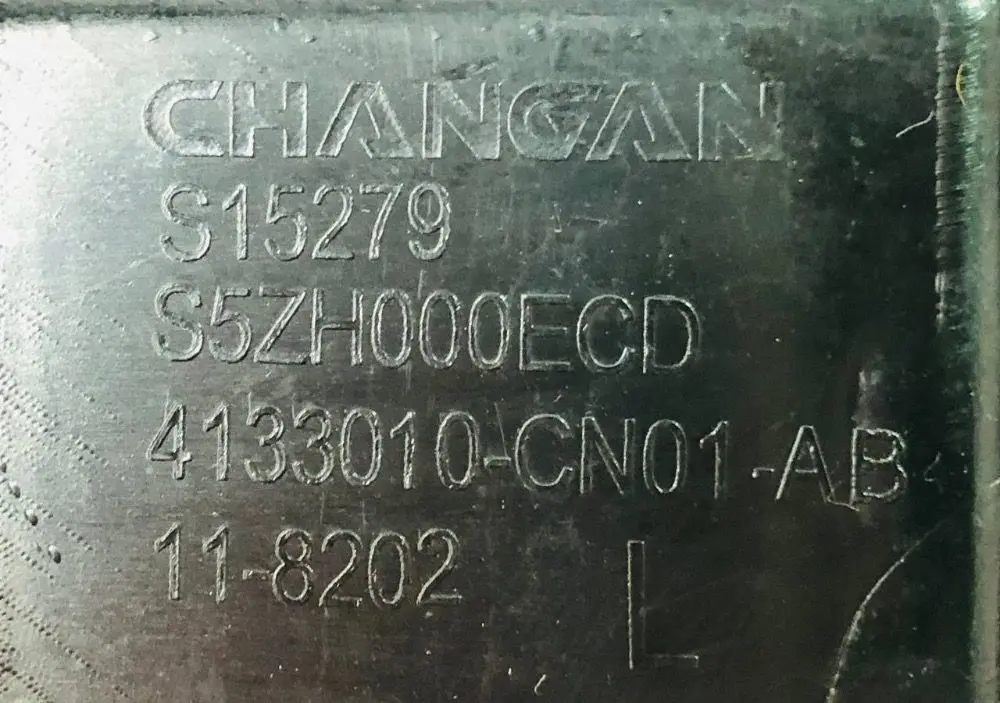 CHANGAN
S15279
S5ZH000ECD
4133010-CN01-AB
11-8202 L